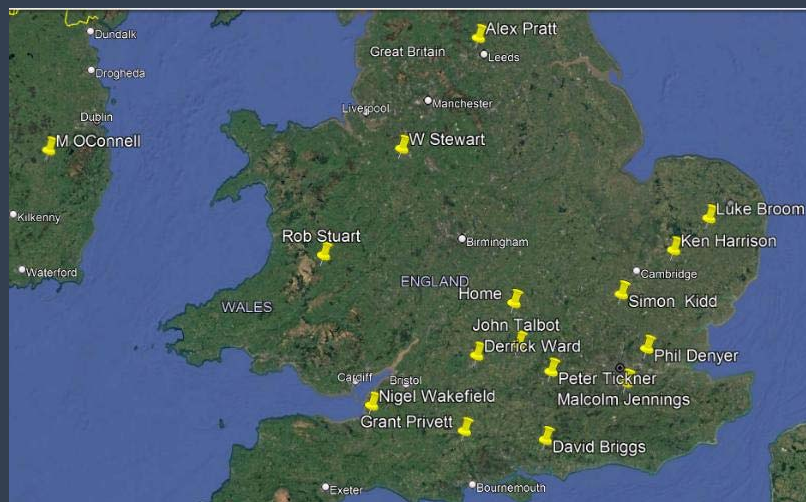 Alex Pratt
Dundalk
Great Britain
Leeds
Drogheda
Liverpool
Manchester
Dublin
M OConnell
W Stewart
Luke Broom
Kilkenny
Rob Stuart
Birmingham
Ken Harrison
Waterford
Cambridge
ENGLAND
Home
Simon Kidd
WALES
John Talbot
Derrick Ward
Phil Denyer
Cardiff
Bristol
Peter Tickner
Nigel Wakefield
Malcolm Jennings
Grant Privett
David Briggs
Exeter
Bournemouth